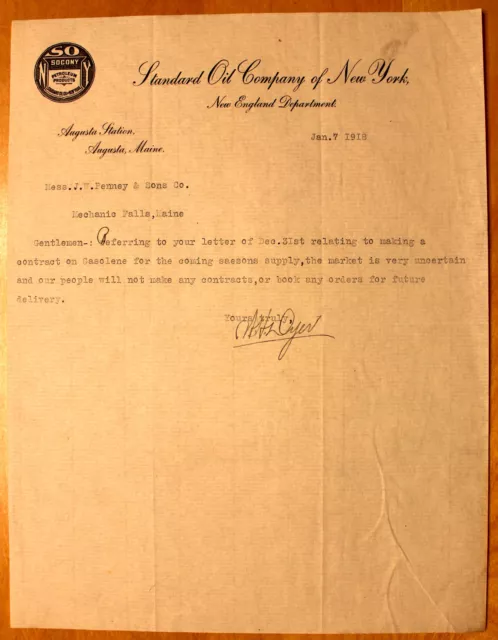 SO
SOCONY
PETROLEUM
PRODUCTS
Standard Oil Company of New York,
New England Department.
Augusta Station,
Augusta, Maine.
Jan.7 1918
Mess.J.W.Penney & Sons Co.
Mechanic Falls,Maine
Gentlemen-: Referring to your letter of Dec.31st relating to making a
contract on Gasolene for the coming saesons supply,the market is very uncertain
and our people will not make any contracts,or book any orders for future
delivery.
Yours truly,
Dyer